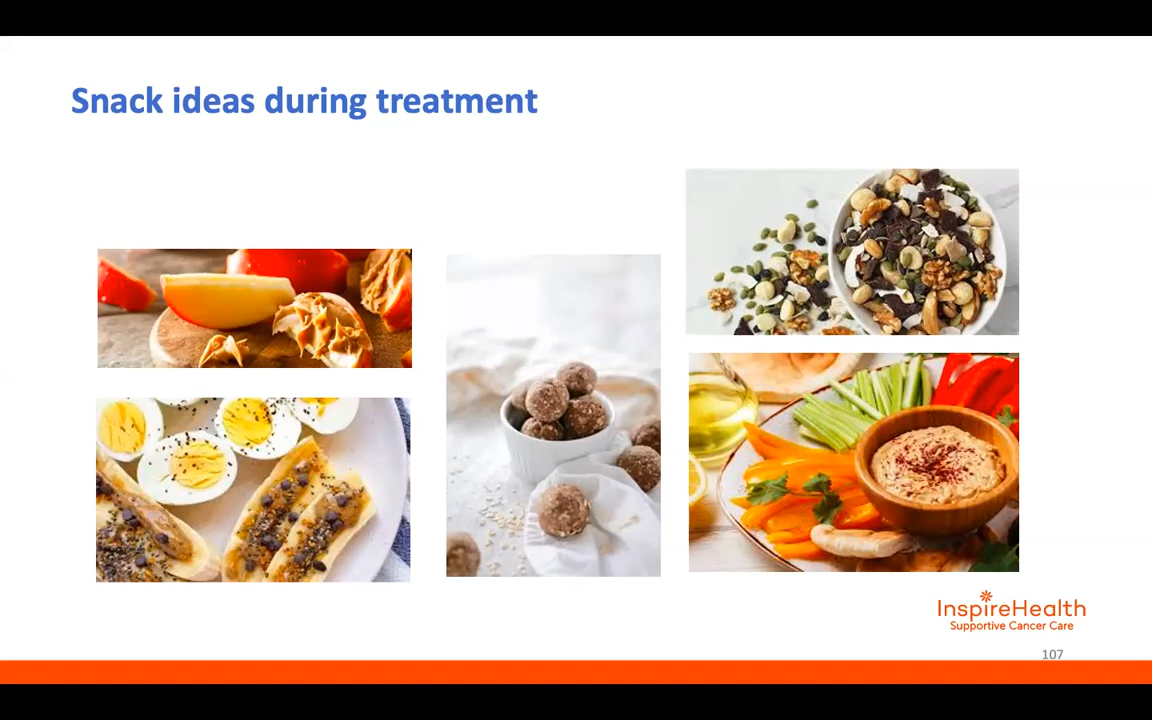 Snack ideas during treatment
InspireHealth
Supportive Cancer Care
107